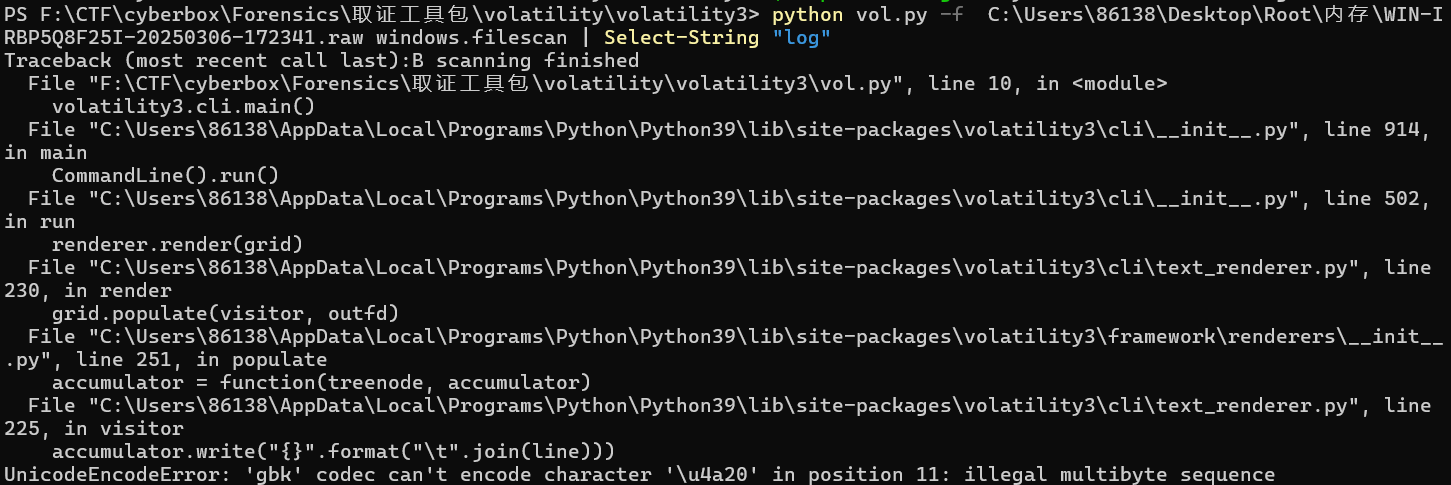 PS F:\CTF\cyberbox\Forensics\取证工具包\volatility\volatility3> python vol.py -f  C:\Users\86138\Desktop\Root\内存\WIN-I
RBP5Q8F25I-20250306-172341.raw windows.filescan | Select-String "log"
Traceback (most recent call last):B scanning finished
  File "F:\CTF\cyberbox\Forensics\取证工具包\volatility\volatility3\vol.py", line 10, in <module>
    volatility3.cli.main()
  File "C:\Users\86138\AppData\Local\Programs\Python\Python39\lib\site-packages\volatility3\cli\__init__.py", line 914,
in main
    CommandLine().run()
  File "C:\Users\86138\AppData\Local\Programs\Python\Python39\lib\site-packages\volatility3\cli\__init__.py", line 502,
in run
    renderer.render(grid)
  File "C:\Users\86138\AppData\Local\Programs\Python\Python39\lib\site-packages\volatility3\cli\text_renderer.py", line
230, in render
    grid.populate(visitor, outfd)
  File "C:\Users\86138\AppData\Local\Programs\Python\Python39\lib\site-packages\volatility3\framework\renderers\__init__
.py", line 251, in populate
    accumulator = function(treenode, accumulator)
  File "C:\Users\86138\AppData\Local\Programs\Python\Python39\lib\site-packages\volatility3\cli\text_renderer.py", line
225, in visitor
    accumulator.write("{}".format("\t".join(line)))
UnicodeEncodeError: 'gbk' codec can't encode character '\u4a20' in position 11: illegal multibyte sequence